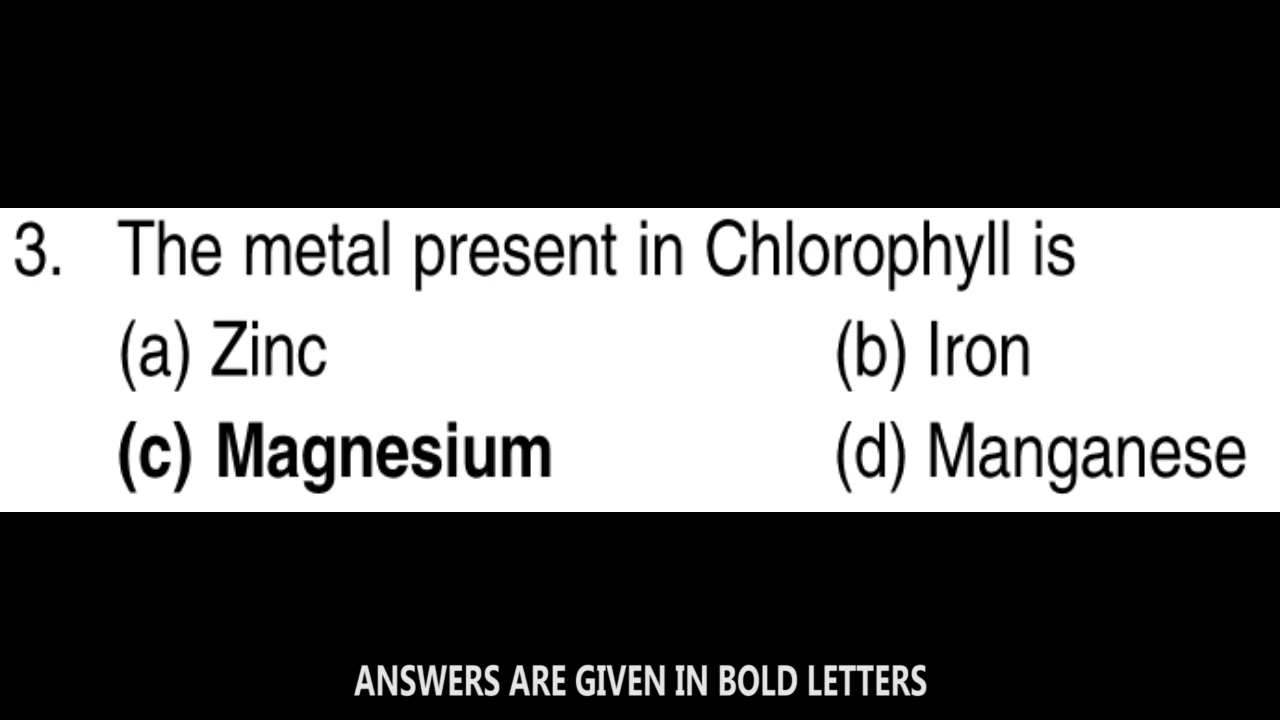 3. The metal present in Chlorophyll is
(a) Zinc (b) Iron
(c) Magnesium (d) Manganese
ANSWERS ARE GIVEN IN BOLD LETTERS